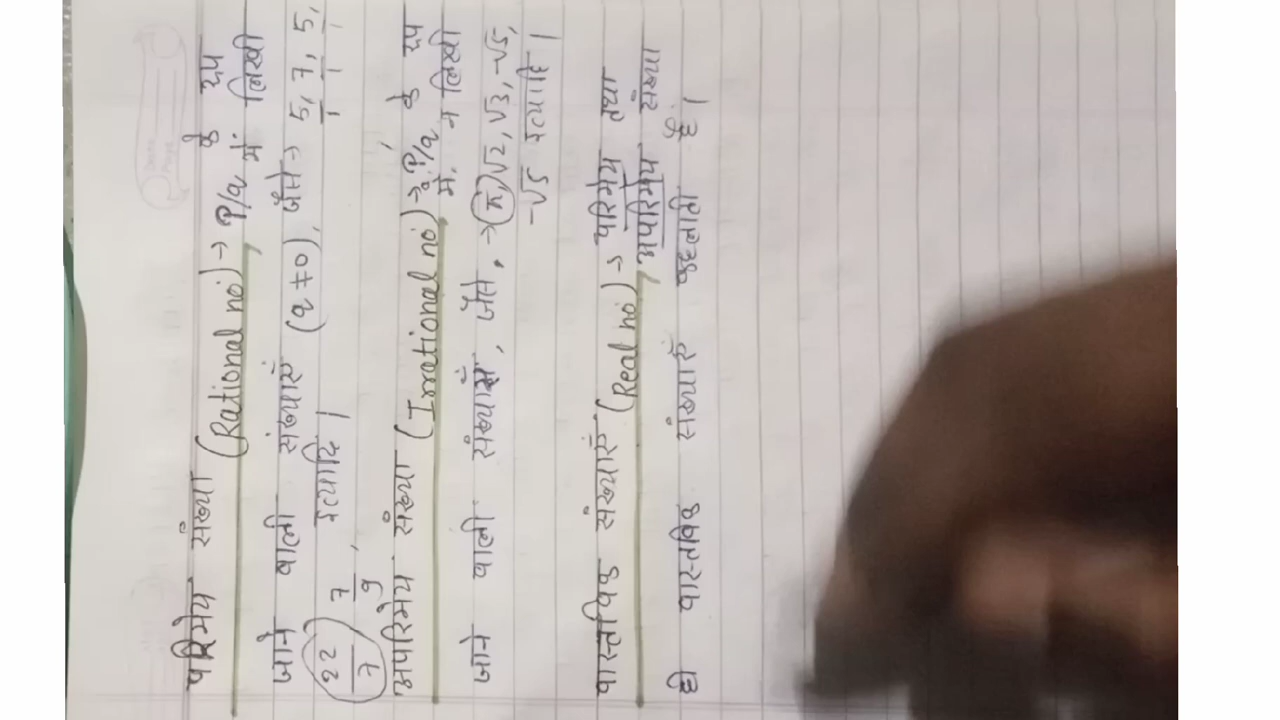 परिमेय संख्या (Rational no.) → P/q के रूप में लिखी
जाने वाली संख्याएँ (q ≠ 0), जैसे → 5/1, 7/1, 5/1,
22/7, 7/9 इत्यादि |
अपरिमेय संख्या (Irrational no.) → P/q के रूप में न लिखी
जाने वाली संख्याएँ, जैसे, → π, √2, √3, -√5,
-√5 इत्यादि |
वास्तविक संख्याएँ (Real no.) → परिमेय तथा अपरिमेय संख्या
ही वास्तविक संख्याएँ कहलाती हैं |